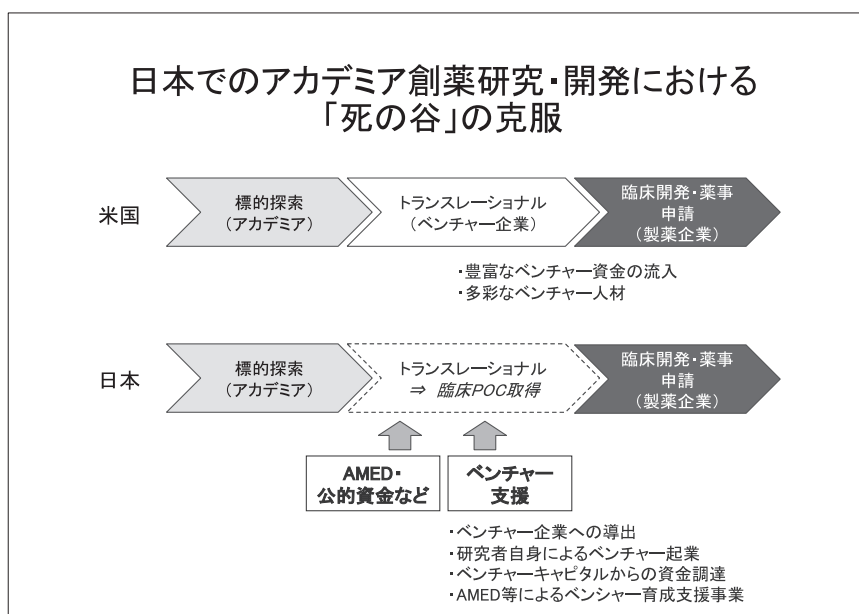 日本でのアカデミア創薬研究・開発における
「死の谷」の克服
米国
標的探索
(アカデミア)
トランスレーショナル
(ベンチャー企業)
臨床開発・薬事
申請
(製薬企業)
・豊富なベンチャー資金の流入
・多彩なベンチャー人材
日本
標的探索
(アカデミア)
トランスレーショナル
⇒ 臨床POC取得
臨床開発・薬事
申請
(製薬企業)
AMED・
公的資金など
ベンチャー
支援
・ベンチャー企業への導出
・研究者自身によるベンチャー起業
・ベンチャーキャピタルからの資金調達
・AMED等によるベンシャー育成支援事業